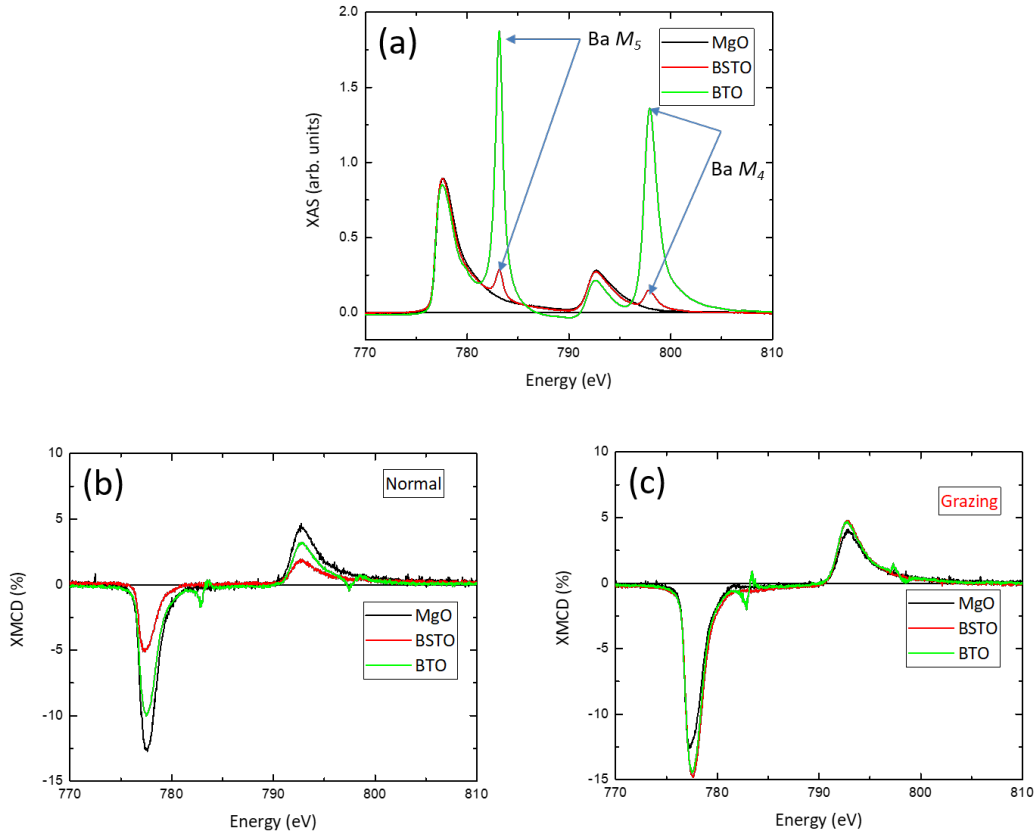 (a)
Ba M5
Ba M4
MgO
BSTO
BTO
XAS (arb. units)
2.0
1.5
1.0
0.5
0.0
770 780 790 800 810
Energy (eV)
(b)
Normal
MgO
BSTO
BTO
XMCD (%)
10
5
0
-5
-10
-15
770 780 790 800 810
Energy (eV)
(c)
Grazing
MgO
BSTO
BTO
XMCD (%)
10
5
0
-5
-10
-15
770 780 790 800 810
Energy (eV)